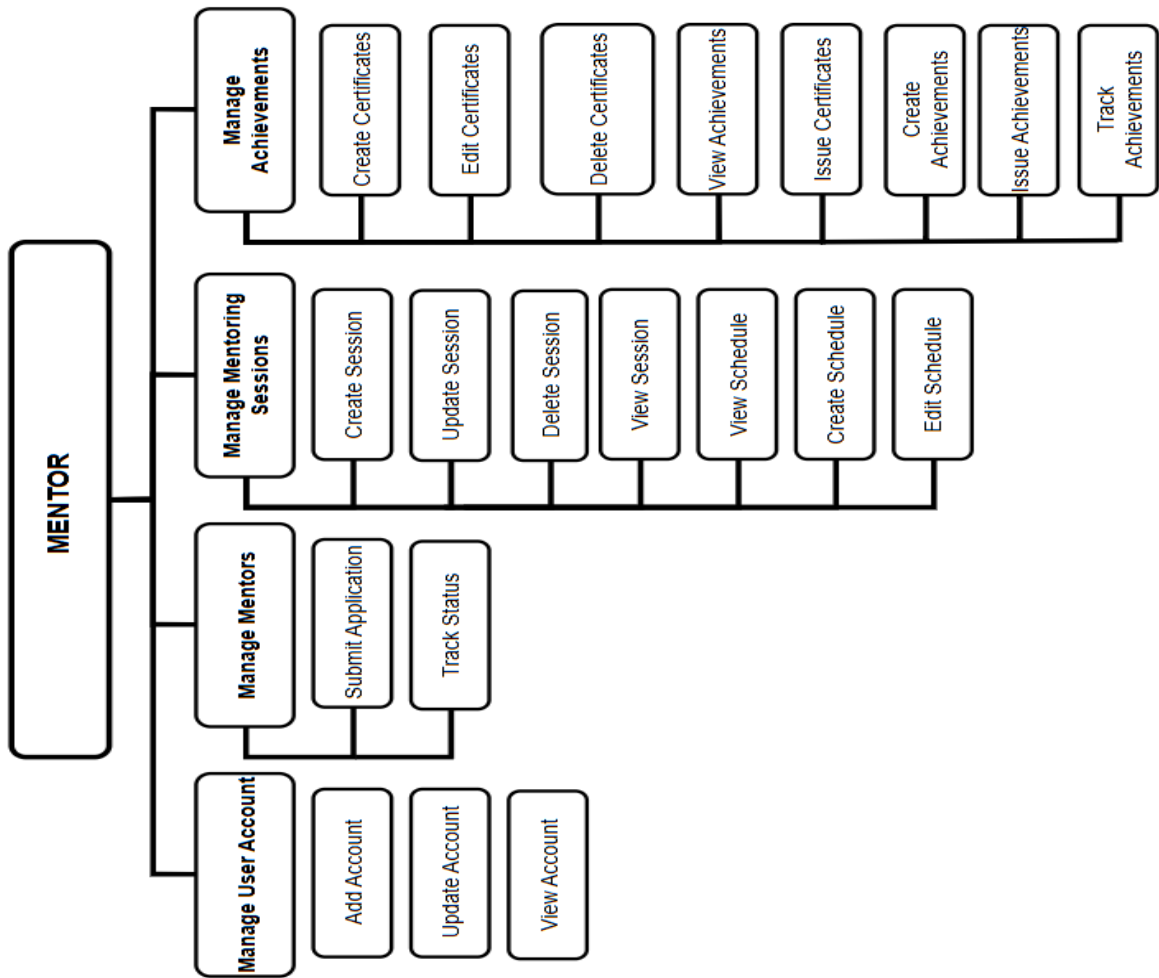 MENTOR
Manage User Account
Add Account
Update Account
View Account
Manage Mentors
Submit Application
Track Status
Manage Mentoring
Sessions
Create Session
Update Session
Delete Session
View Session
View Schedule
Create Schedule
Edit Schedule
Manage
Achievements
Create Certificates
Edit Certificates
Delete Certificates
View Achievements
Issue Certificates
Create
Achievements
Issue Achievements
Track
Achievements